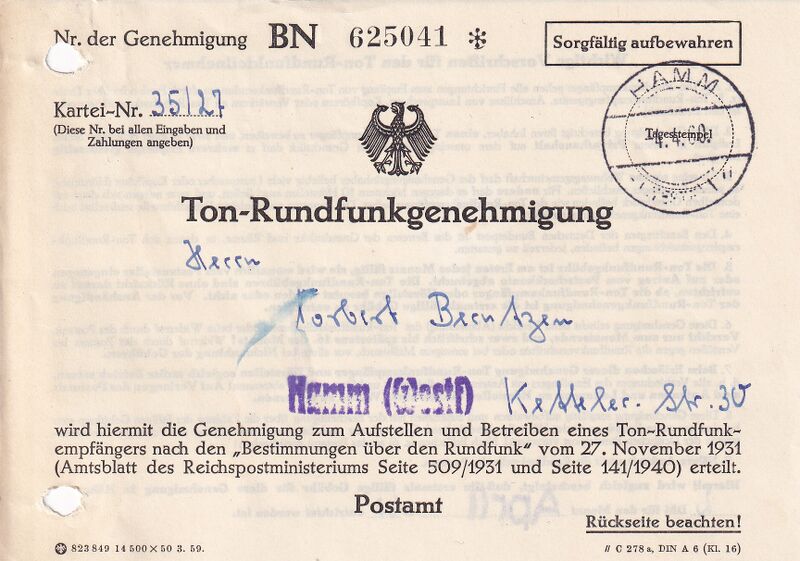 Nr. der Genehmigung BN 625041 *
Sorgfältig aufbewahren
Kartei-Nr. 35/27
(Diese Nr. bei allen Eingaben und
Zahlungen angeben)
HAMM
Tagesstempel
4.4.60.
Ton-Rundfunkgenehmigung
Herrn
Norbert Berntzen
Hamm (Westf) Ketteler-Str. 30
wird hiermit die Genehmigung zum Aufstellen und Betreiben eines Ton-Rundfunk-
empfängers nach den „Bestimmungen über den Rundfunk“ vom 27. November 1931
(Amtsblatt des Reichspostministeriums Seite 509/1931 und Seite 141/1940) erteilt.
Postamt
Rückseite beachten!
823 849 14 500 × 50 3. 59.
// C 278 a, DIN A 6 (Kl. 16)